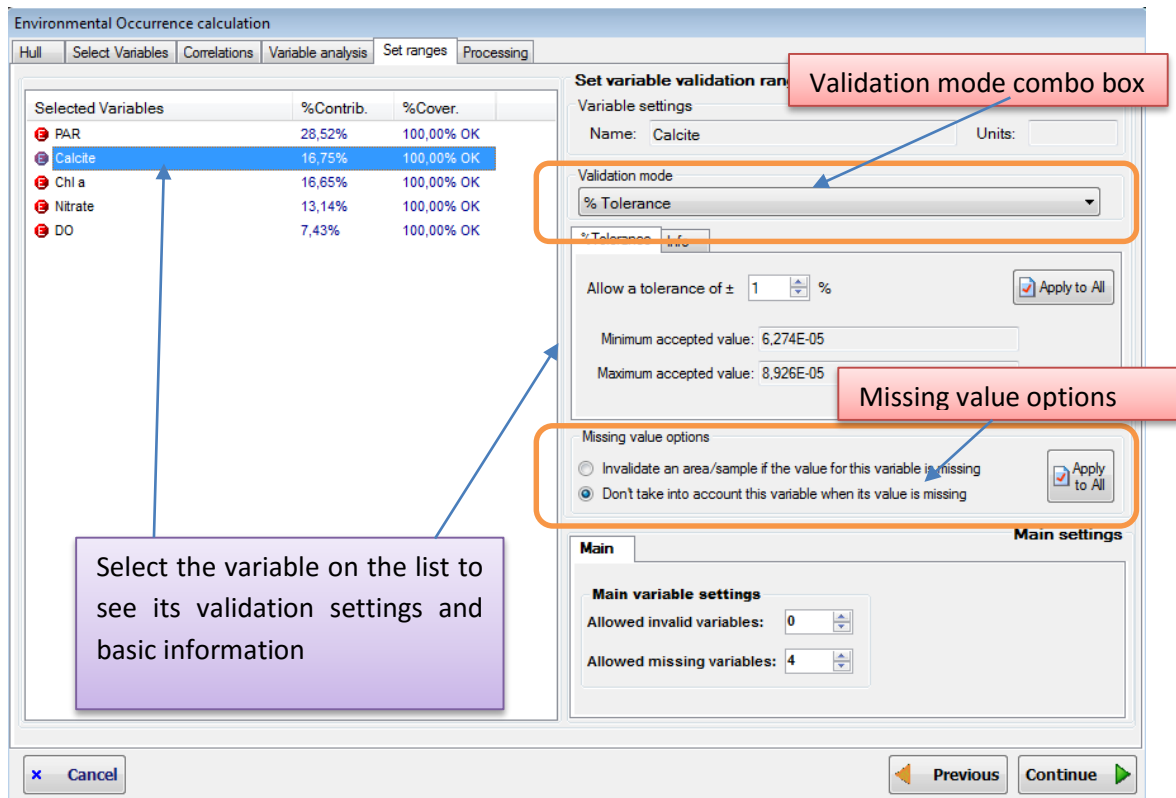 Environmental Occurrence calculation
Hull Select Variables Correlations Variable analysis Set ranges Processing
Selected Variables %Contrib. %Cover.
E PAR 28,52% 100,00% OK
E Calcite 16,75% 100,00% OK
E Chl a 16,65% 100,00% OK
E Nitrate 13,14% 100,00% OK
E DO 7,43% 100,00% OK
Set variable validation
Validation mode combo box
Variable settings
Name: Calcite Units:
Validation mode
% Tolerance
%Tolerance Info
Allow a tolerance of ± 1 % Apply to All
Minimum accepted value: 6,274E-05
Maximum accepted value: 8,926E-05
Missing value options
Missing value options
Invalidate an area/sample if the value for this variable is missing
Don't take into account this variable when its value is missing
Apply
to All
Select the variable on the list to
see its validation settings and
basic information
Main settings
Main
Main variable settings
Allowed invalid variables: 0
Allowed missing variables: 4
× Cancel Previous Continue